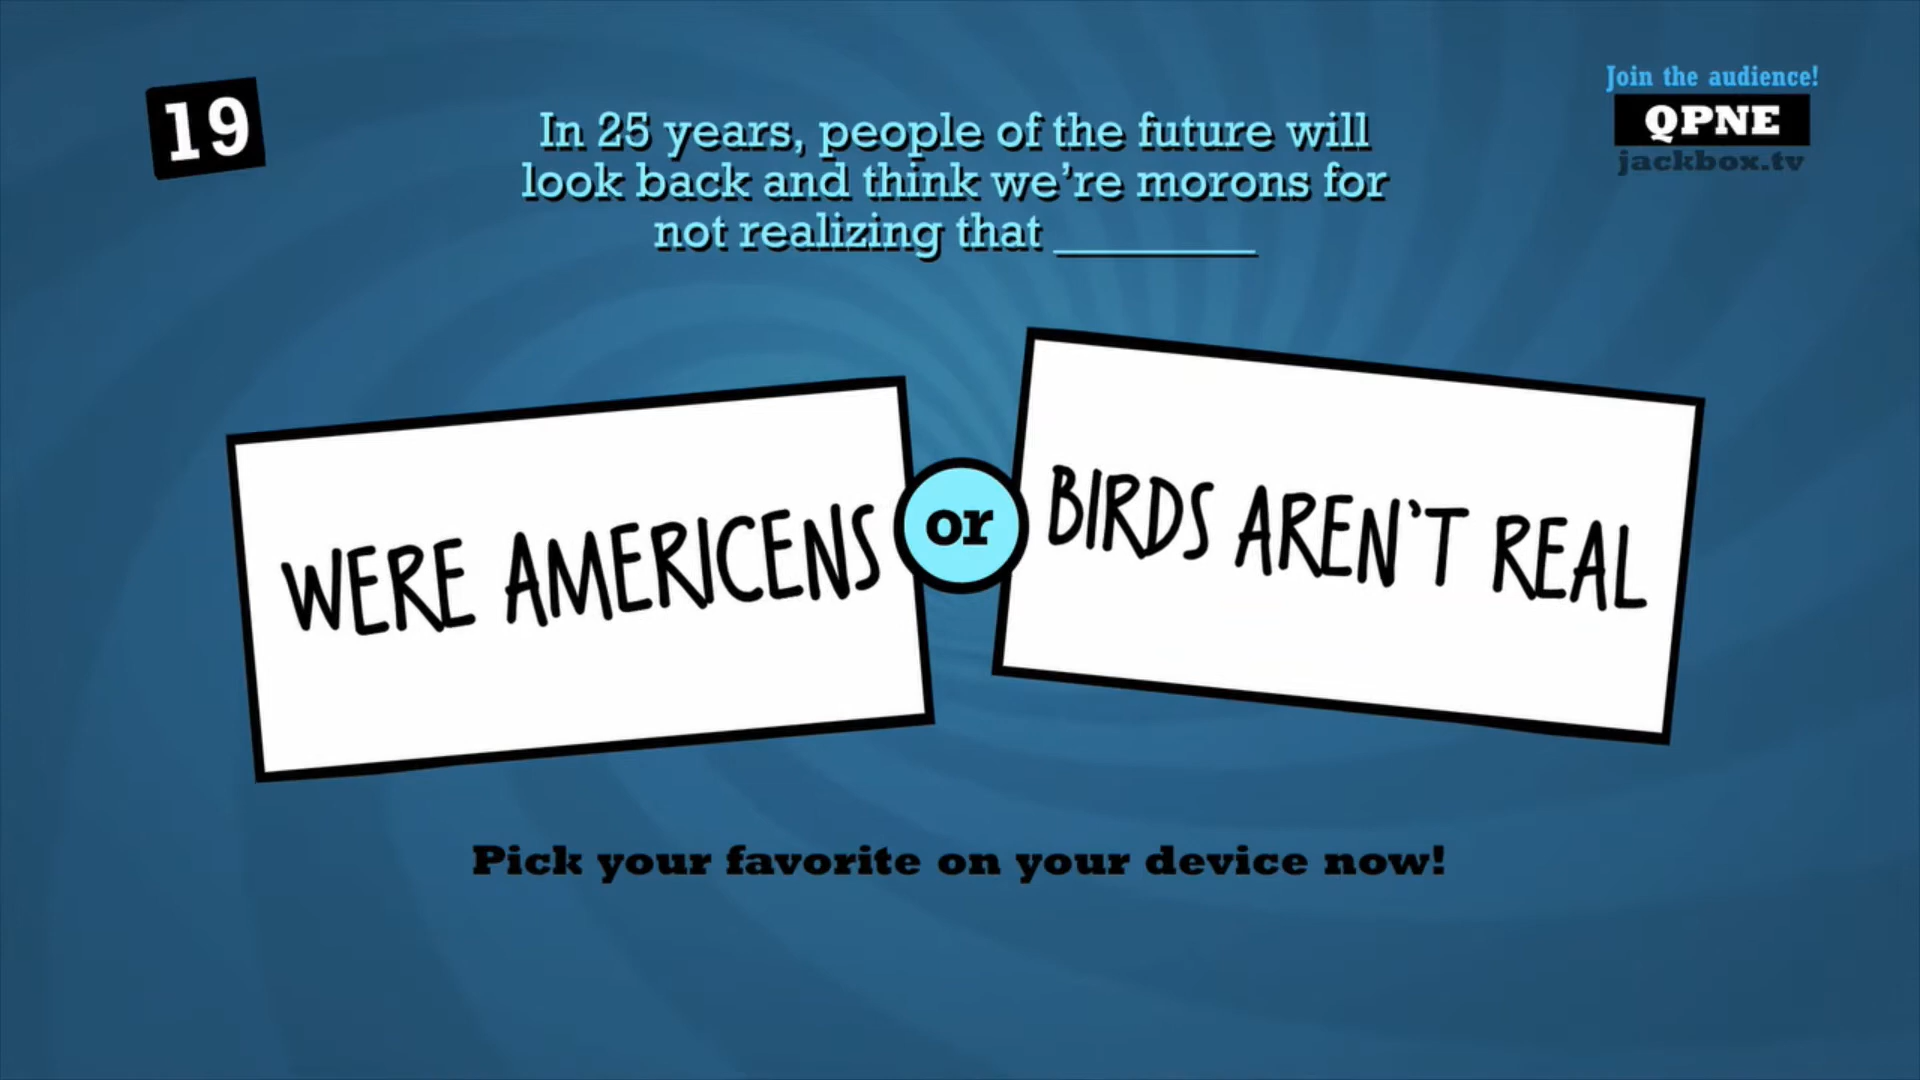 19
In 25 years, people of the future will
look back and think we're morons for
not realizing that ________
Join the audience!
QPNE
jackbox.tv
WERE AMERICENS
or
BIRDS AREN'T REAL
Pick your favorite on your device now!